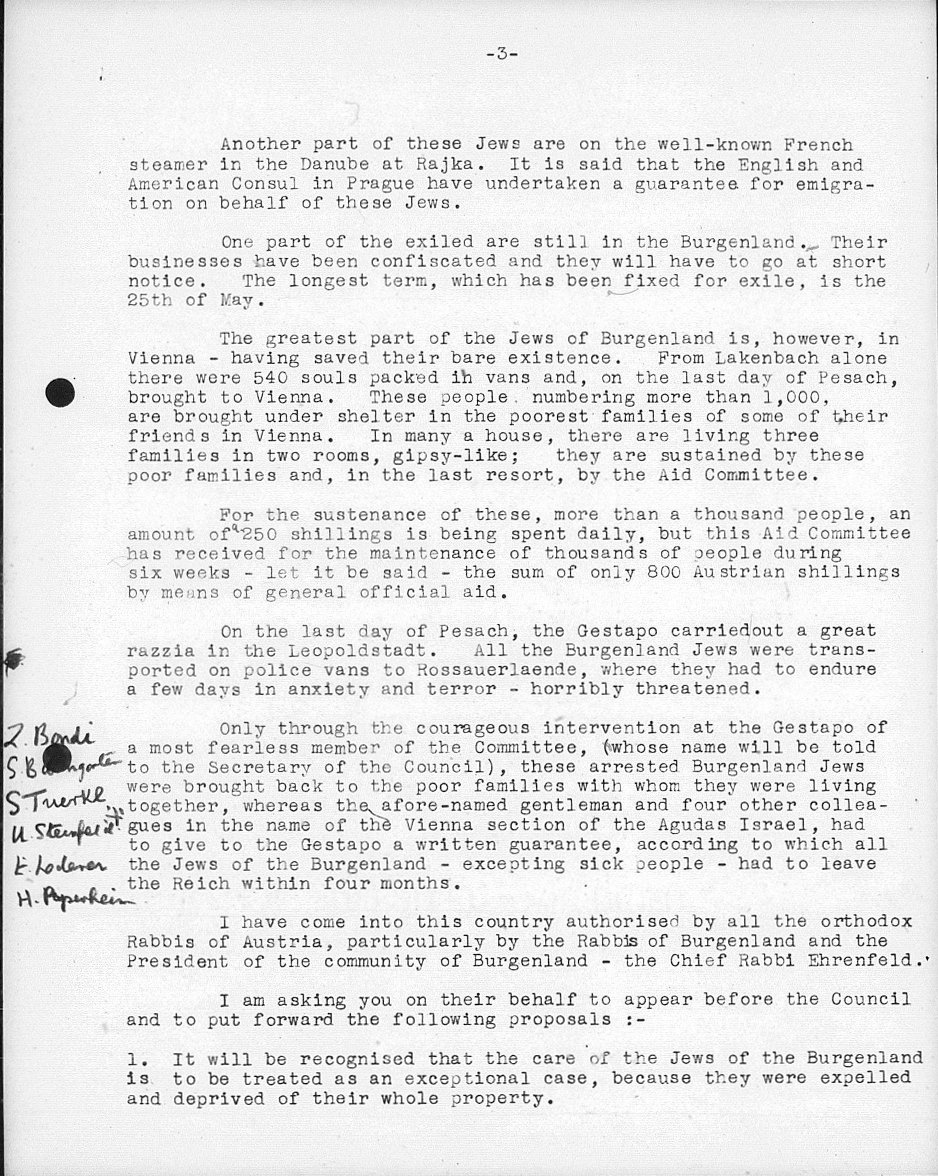 -3-
Another part of these Jews are on the well-known French
steamer in the Danube at Rajka. It is said that the English and
American Consul in Prague have undertaken a guarantee for emigra-
tion on behalf of these Jews.
One part of the exiled are still in the Burgenland. Their
businesses have been confiscated and they will have to go at short
notice. The longest term, which has been fixed for exile, is the
25th of May.
The greatest part of the Jews of Burgenland is, however, in
Vienna - having saved their bare existence. From Lakenbach alone
there were 540 souls packed in vans and, on the last day of Pesach,
brought to Vienna. These people numbering more than 1,000,
are brought under shelter in the poorest families of some of their
friends in Vienna. In many a house, there are living three
families in two rooms, gipsy-like; they are sustained by these
poor families and, in the last resort, by the Aid Committee.
For the sustenance of these, more than a thousand people, an
amount of 250 shillings is being spent daily, but this Aid Committee
has received for the maintenance of thousands of people during
six weeks - let it be said - the sum of only 800 Austrian shillings
by means of general official aid.
On the last day of Pesach, the Gestapo carried out a great
razzia in the Leopoldstadt. All the Burgenland Jews were trans-
ported on police vans to Rossauerlaende, where they had to endure
a few days in anxiety and terror - horribly threatened.
Only through the courageous intervention at the Gestapo of
a most fearless member of the Committee, (whose name will be told
to the Secretary of the Council), these arrested Burgenland Jews
were brought back to the poor families with whom they were living
together, whereas the afore-named gentleman and four other collea-
gues in the name of the Vienna section of the Agudas Israel, had
to give to the Gestapo a written guarantee, according to which all
the Jews of the Burgenland - excepting sick people - had to leave
the Reich within four months.
Z. Bondi
S.
S Tuerkl
E. Lederer
H.
I have come into this country authorised by all the orthodox
Rabbis of Austria, particularly by the Rabbis of Burgenland and the
President of the community of Burgenland - the Chief Rabbi Ehrenfeld.
I am asking you on their behalf to appear before the Council
and to put forward the following proposals :-
1. It will be recognised that the care of the Jews of the Burgenland
is to be treated as an exceptional case, because they were expelled
and deprived of their whole property.